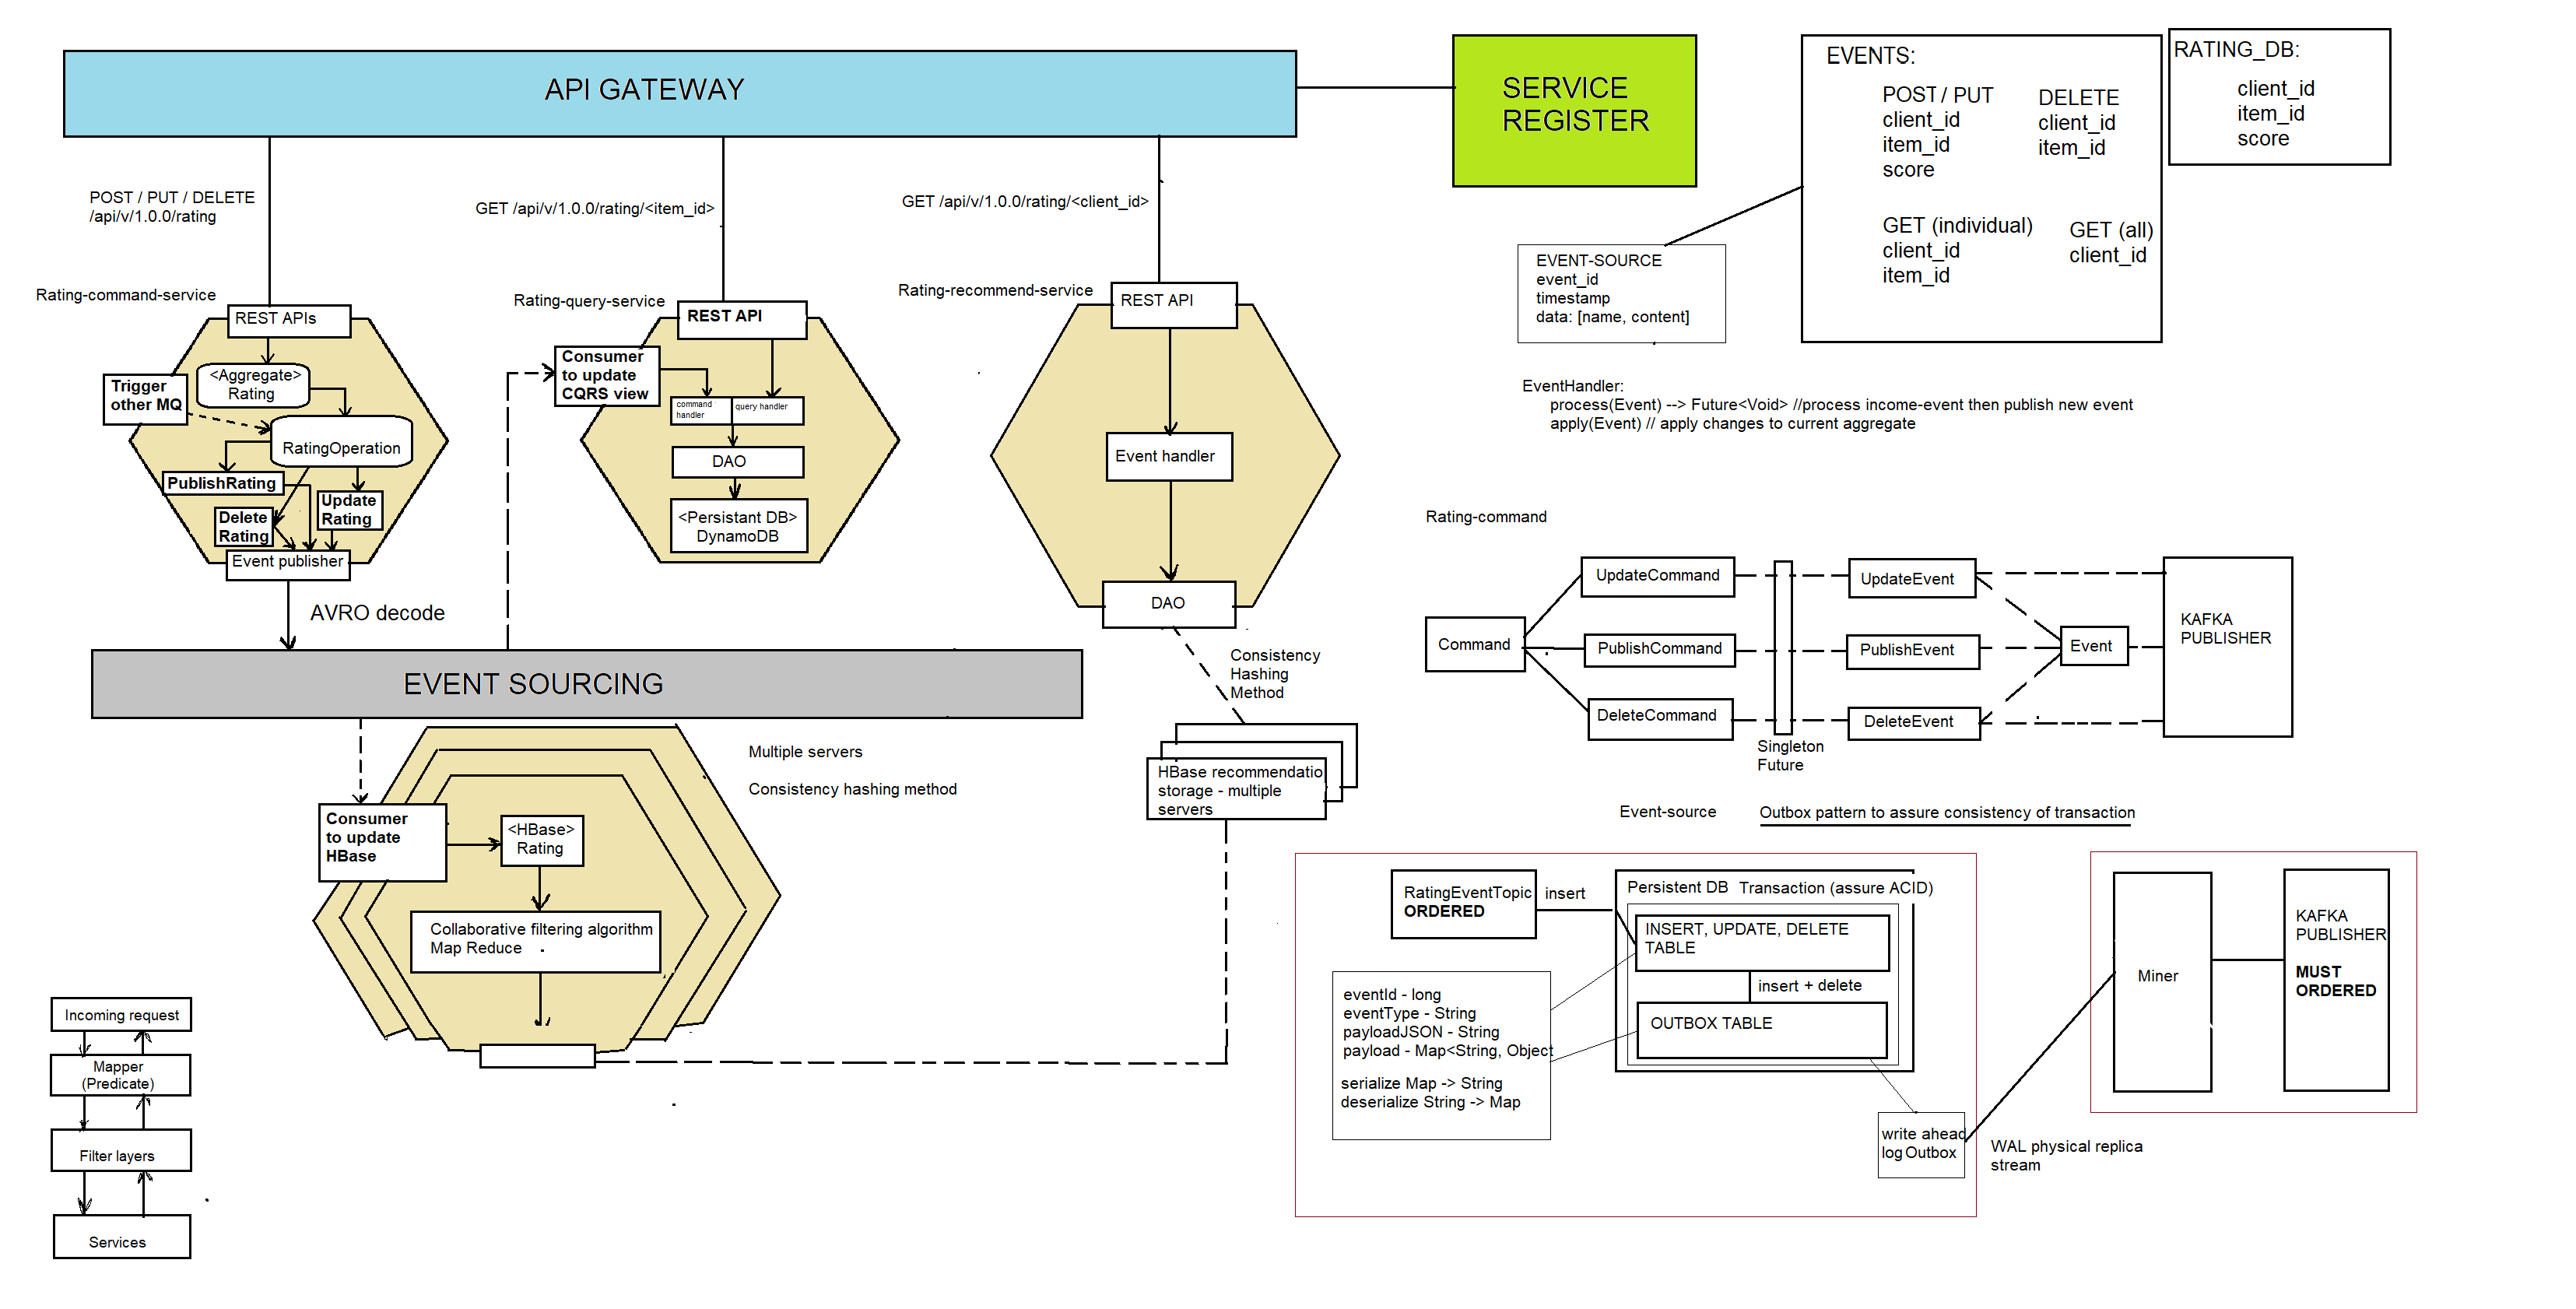 API GATEWAY
SERVICE
REGISTER
EVENTS:
POST / PUT
client_id
item_id
score
DELETE
client_id
item_id
GET (individual)
client_id
item_id
GET (all)
client_id
RATING_DB:
client_id
item_id
score
POST / PUT / DELETE
/api/v/1.0.0/rating
GET /api/v/1.0.0/rating/<item_id>
GET /api/v/1.0.0/rating/<client_id>
EVENT-SOURCE
event_id
timestamp
data: [name, content]
EventHandler:
process(Event) --> Future<Void> //process income-event then publish new event
apply(Event) // apply changes to current aggregate
Rating-command-service
REST APIs
<Aggregate>
Rating
Trigger
other MQ
RatingOperation
PublishRating
Update
Rating
Delete
Rating
Event publisher
AVRO decode
Rating-query-service
REST API
Consumer
to update
CQRS view
command
handler
query handler
DAO
<Persistant DB>
DynamoDB
Rating-recommend-service
REST API
Event handler
DAO
Consistency
Hashing
Method
HBase recommendatio
storage - multiple
servers
EVENT SOURCING
Multiple servers
Consistency hashing method
Consumer
to update
HBase
<HBase>
Rating
Collaborative filtering algorithm
Map Reduce
Incoming request
Mapper
(Predicate)
Filter layers
Services
Rating-command
Command
UpdateCommand
PublishCommand
DeleteCommand
Singleton
Future
UpdateEvent
PublishEvent
DeleteEvent
Event
KAFKA
PUBLISHER
Event-source
Outbox pattern to assure consistency of transaction
RatingEventTopic
ORDERED
insert
Persistent DB
Transaction (assure ACID)
INSERT, UPDATE, DELETE
TABLE
insert + delete
OUTBOX TABLE
eventId - long
eventType - String
payloadJSON - String
payload - Map<String, Object
serialize Map -> String
deserialize String -> Map
write ahead
log Outbox
WAL physical replica
stream
Miner
KAFKA
PUBLISHER
MUST
ORDERED